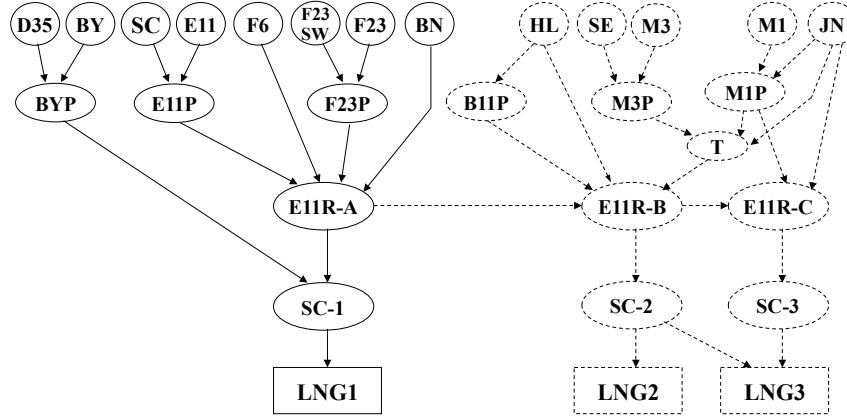 D35 BY SC E11 F6 F23 SW F23 BN HL SE M3 M1 JN
BYP E11P F23P B11P M3P M1P
T
E11R-A E11R-B E11R-C
SC-1 SC-2 SC-3
LNG1 LNG2 LNG3